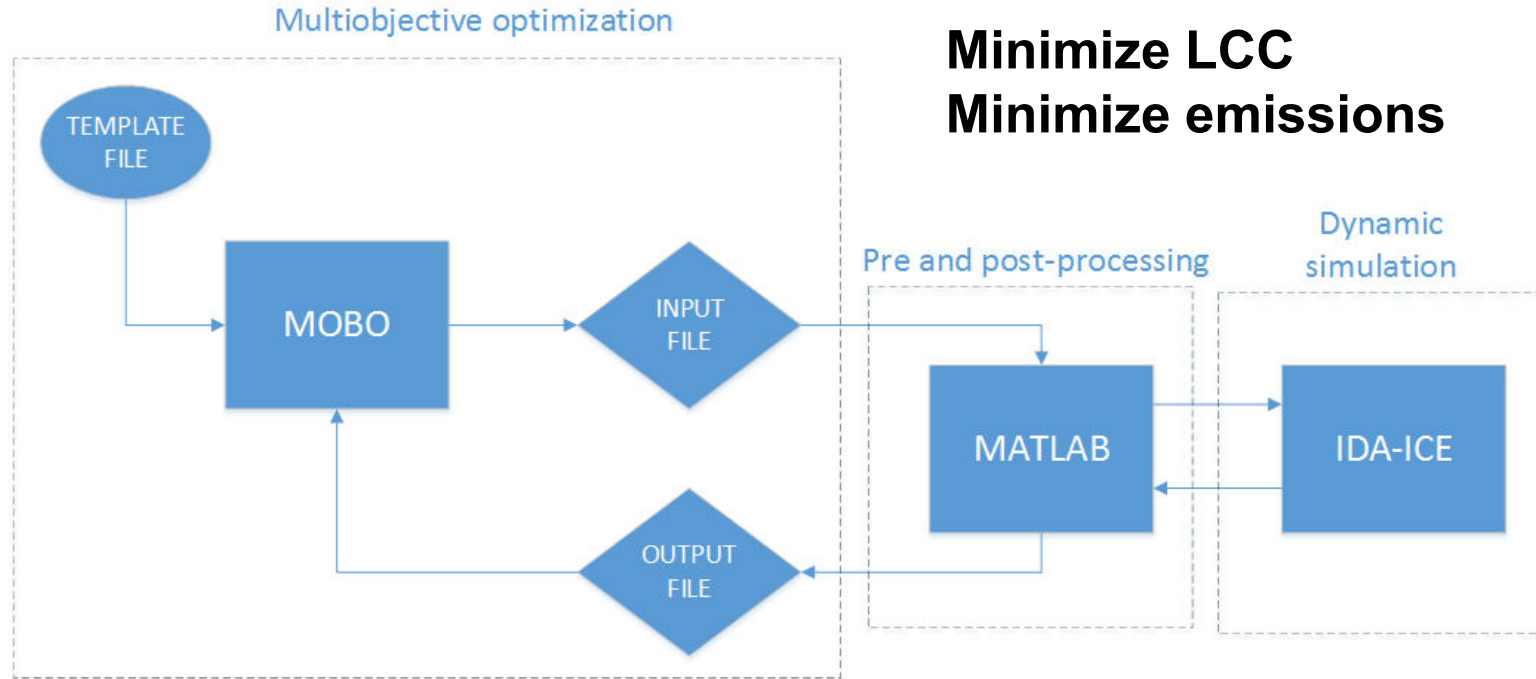 Multiobjective optimization
Minimize LCC
Minimize emissions
TEMPLATE
FILE
MOBO
INPUT
FILE
OUTPUT
FILE
Pre and post-processing
MATLAB
Dynamic
simulation
IDA-ICE